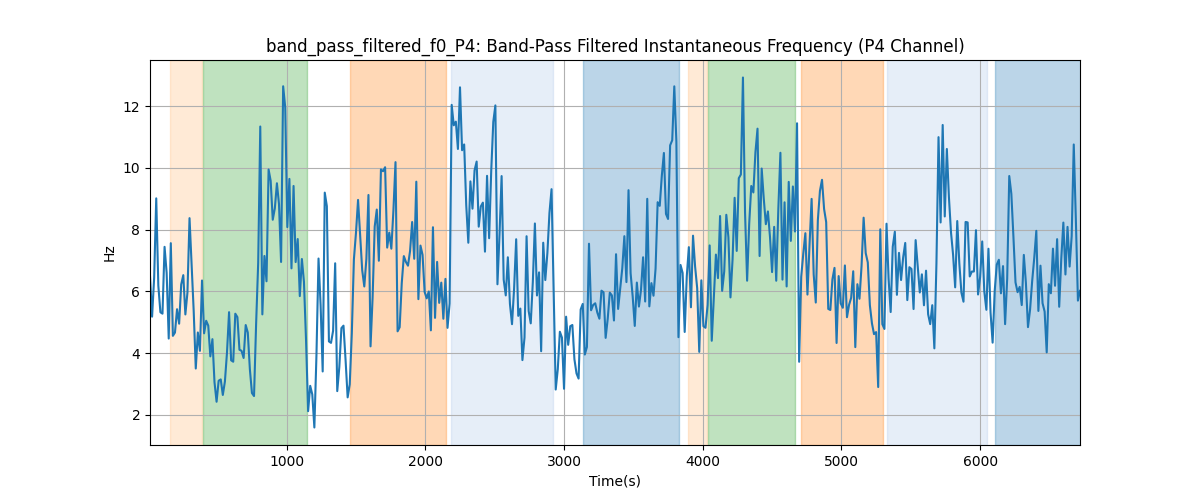 band_pass_filtered_f0_P4: Band-Pass Filtered Instantaneous Frequency (P4 Channel)
12
10
8
6
4
2
Hz
1000 2000 3000 4000 5000 6000
Time(s)